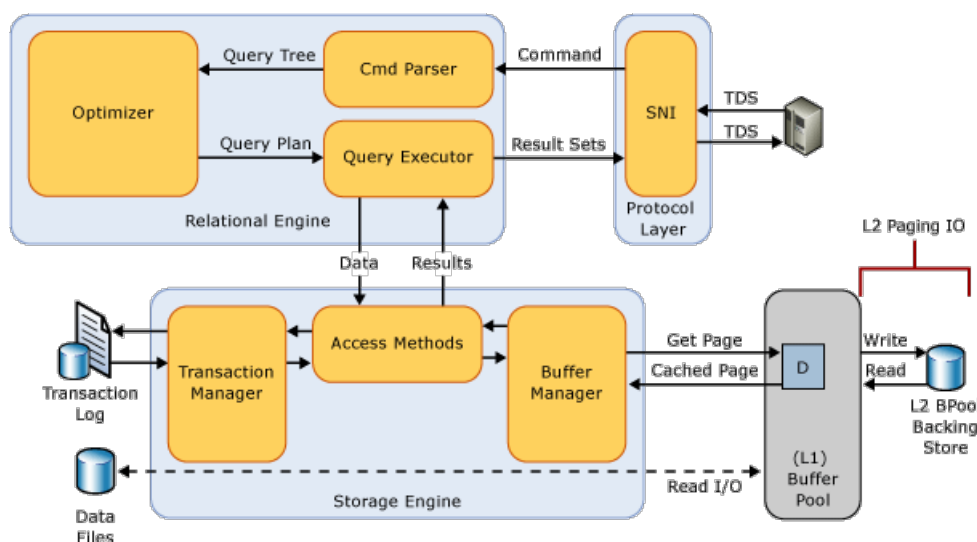 Query Tree
Cmd Parser
Command
Optimizer
SNI
TDS
TDS
Query Plan
Query Executor
Result Sets
Relational Engine
Protocol
Layer
L2 Paging IO
Data
Results
Transaction
Manager
Access Methods
Buffer
Manager
Get Page
Cached Page
D
Write
Read
Transaction
Log
L2 BPool
Backing
Store
(L1)
Buffer
Pool
Read I/O
Storage Engine
Data
Files